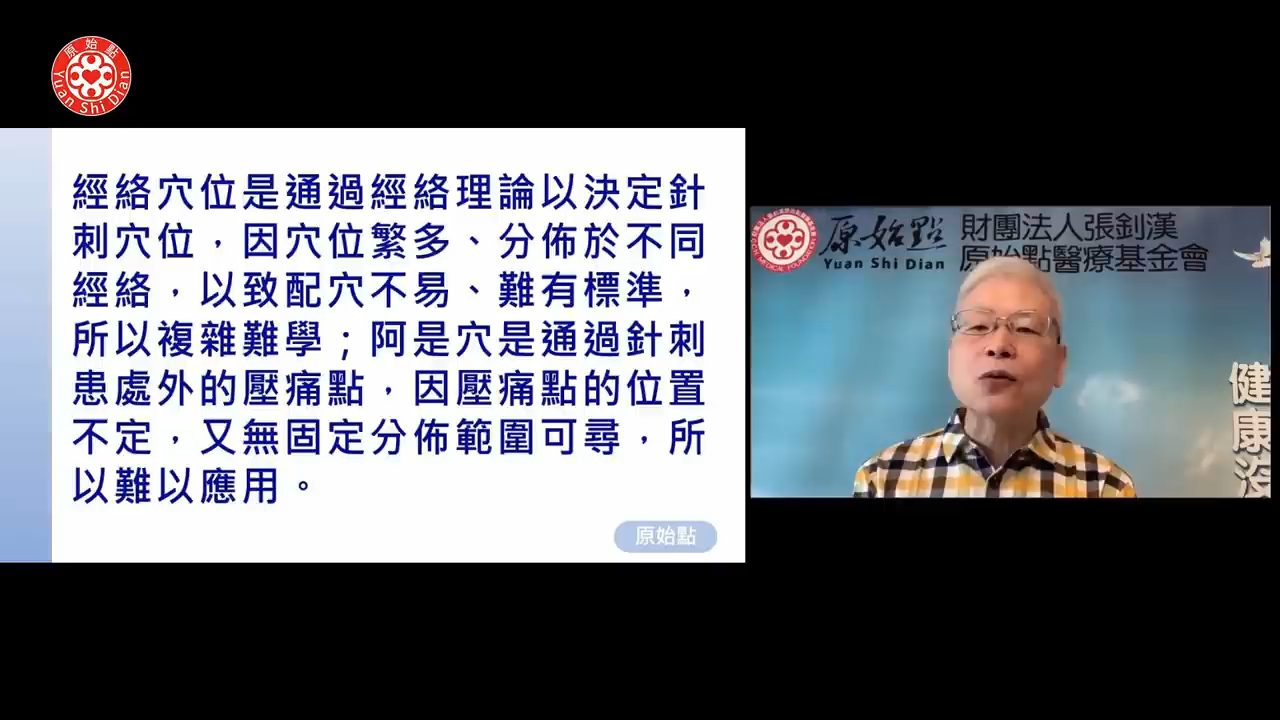 原始點
Yuan Shi Dian
經絡穴位是通過經絡理論以決定針
刺穴位，因穴位繁多、分佈於不同
經絡，以致配穴不易、難有標準，
所以複雜難學；阿是穴是通過針刺
患處外的壓痛點，因壓痛點的位置
不定，又無固定分佈範圍可尋，所
以難以應用。
原始點
原始點
Yuan Shi Dian
財團法人張釗漢
原始點醫療基金會
健康沒